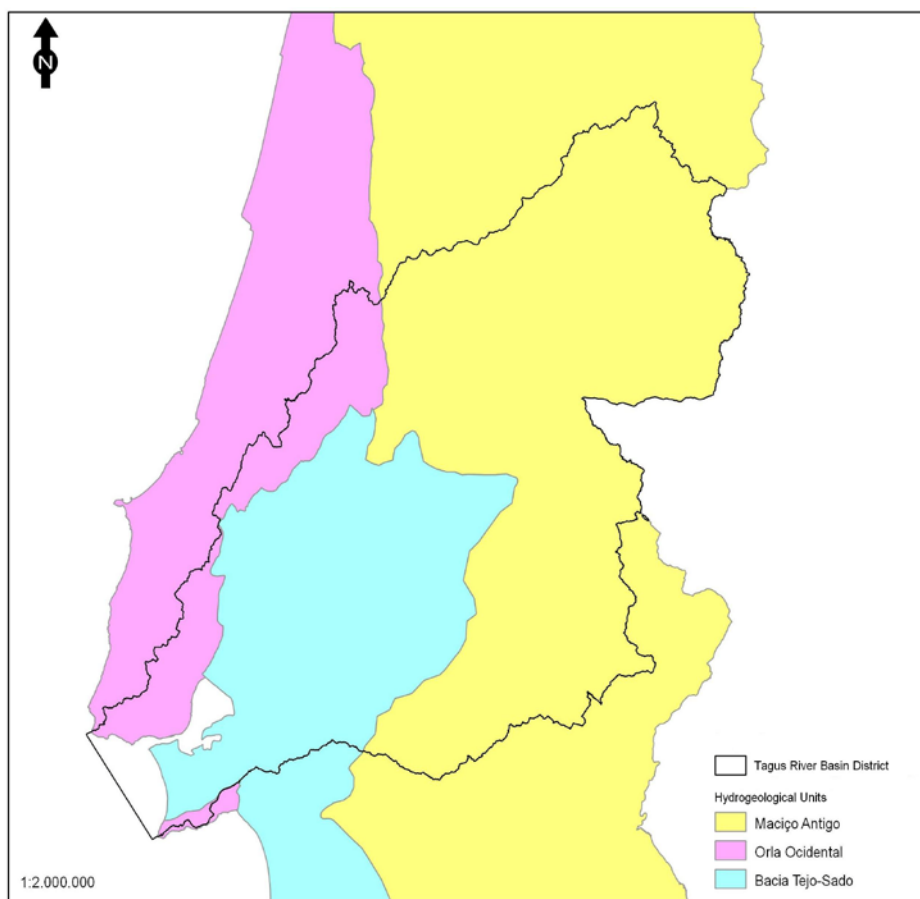 N
Tagus River Basin District
Hydrogeological Units
Maciço Antigo
Orla Ocidental
Bacia Tejo-Sado
1:2.000.000